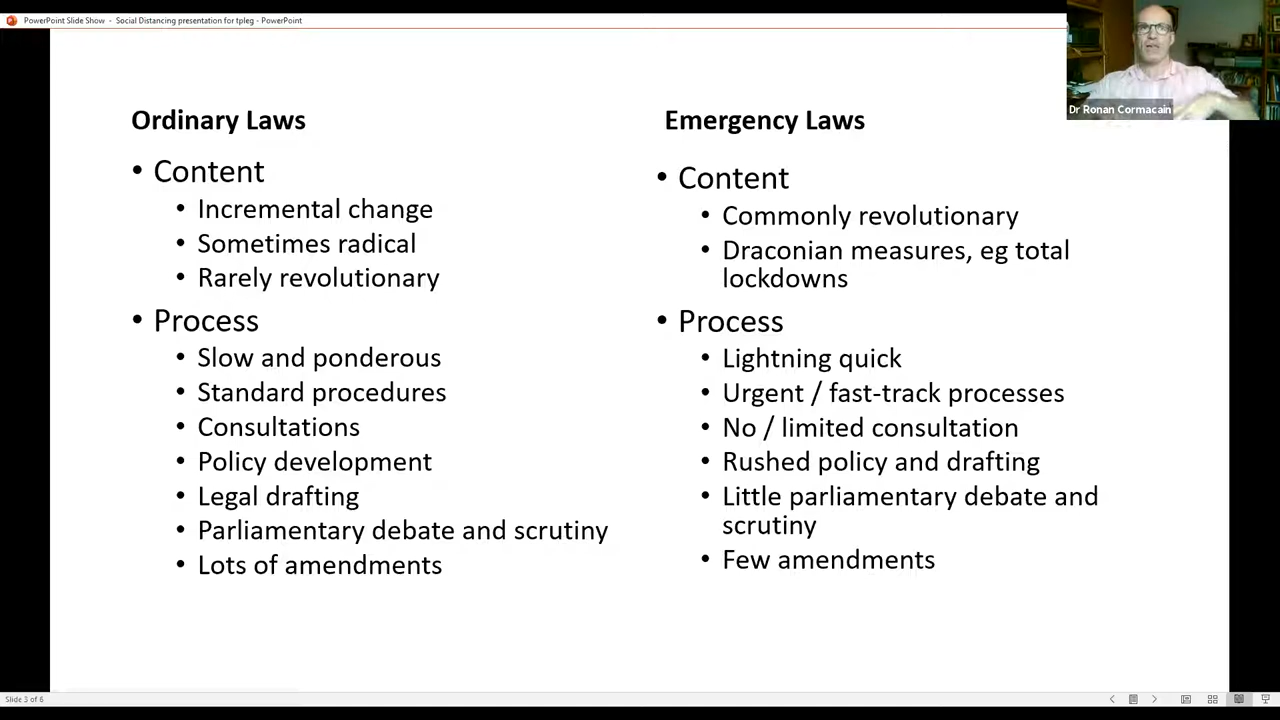 PowerPoint Slide Show - Social Distancing presentation for tpleg - PowerPoint
Dr Ronan Cormacain
Ordinary Laws
• Content
• Incremental change
• Sometimes radical
• Rarely revolutionary
• Process
• Slow and ponderous
• Standard procedures
• Consultations
• Policy development
• Legal drafting
• Parliamentary debate and scrutiny
• Lots of amendments
Emergency Laws
• Content
• Commonly revolutionary
• Draconian measures, eg total
lockdowns
• Process
• Lightning quick
• Urgent / fast-track processes
• No / limited consultation
• Rushed policy and drafting
• Little parliamentary debate and
scrutiny
• Few amendments
Slide 3 of 6